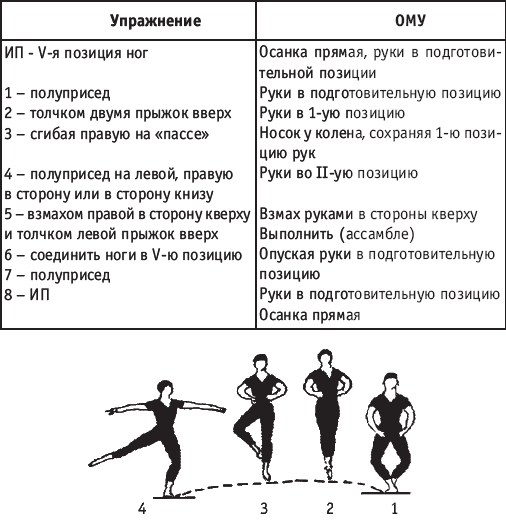 Упражнение ОМУ
ИП - V-я позиция ног Осанка прямая, руки в подготови-
тельной позиции
1 – полуприсед Руки в подготовительную позицию
2 – толчком двумя прыжок вверх Руки в 1-ую позицию
3 – сгибая правую на «пассе» Носок у колена, сохраняя 1-ю пози-
цию рук
4 – полуприсед на левой, правую Руки во II-ую позицию
в сторону или в сторону книзу
5 – взмахом правой в сторону кверху Взмах руками в стороны кверху
и толчком левой прыжок вверх Выполнить (ассамбле)
6 – соединить ноги в V-ю позицию Опуская руки в подготовительную
7 – полуприсед позицию
8 – ИП Руки в подготовительную позицию
Осанка прямая
4 3 2 1